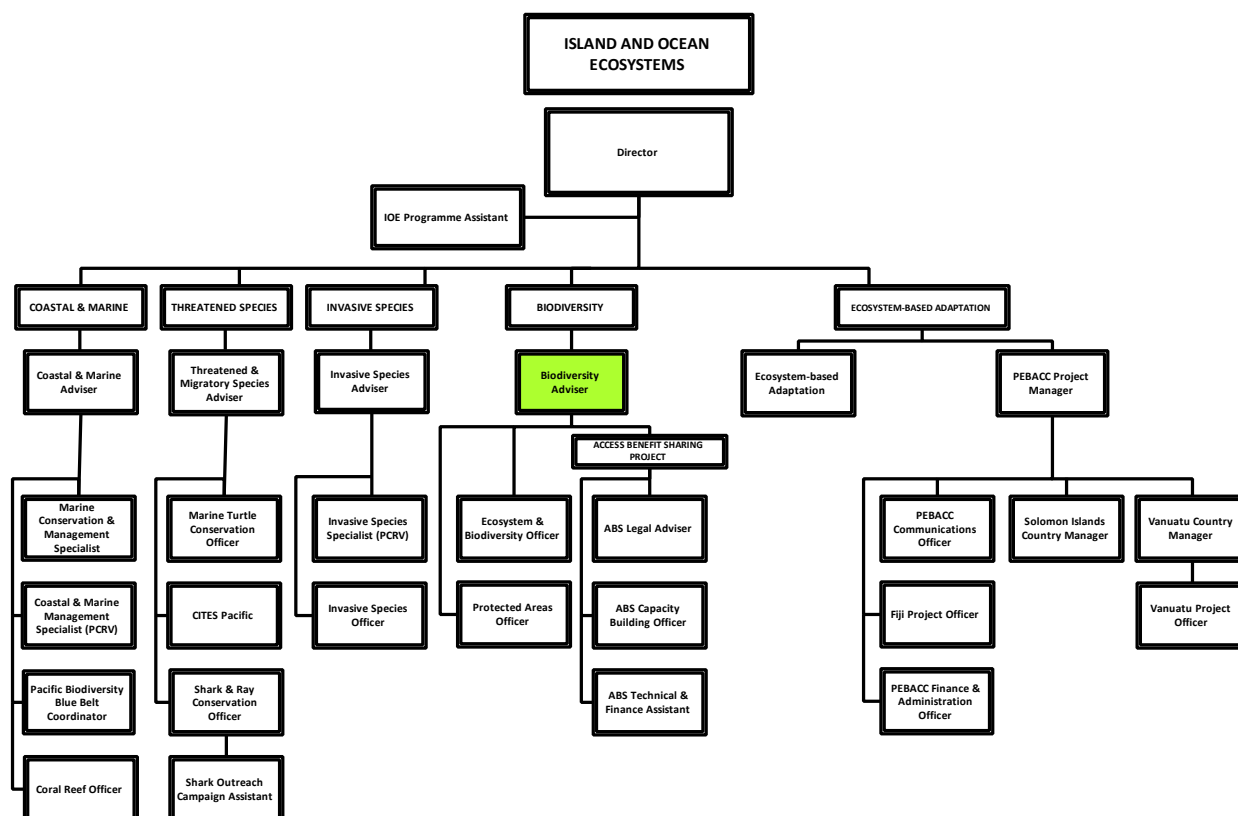 ISLAND AND OCEAN
ECOSYSTEMS
Director
IOE Programme Assistant
COASTAL & MARINE
THREATENED SPECIES
INVASIVE SPECIES
BIODIVERSITY
ECOSYSTEM-BASED ADAPTATION
Coastal & Marine
Adviser
Threatened &
Migratory Species
Adviser
Invasive Species
Adviser
Biodiversity
Adviser
Ecosystem-based
Adaptation
PEBACC Project
Manager
ACCESS BENEFIT SHARING
PROJECT
Marine
Conservation &
Management
Specialist
Marine Turtle
Conservation
Officer
Invasive Species
Specialist (PCRV)
Ecosystem &
Biodiversity Officer
ABS Legal Adviser
PEBACC
Communications
Officer
Solomon Islands
Country Manager
Vanuatu Country
Manager
Coastal & Marine
Management
Specialist (PCRV)
CITES Pacific
Invasive Species
Officer
Protected Areas
Officer
ABS Capacity
Building Officer
Fiji Project Officer
Vanuatu Project
Officer
Pacific Biodiversity
Blue Belt
Coordinator
Shark & Ray
Conservation
Officer
ABS Technical &
Finance Assistant
PEBACC Finance &
Administration
Officer
Coral Reef Officer
Shark Outreach
Campaign Assistant